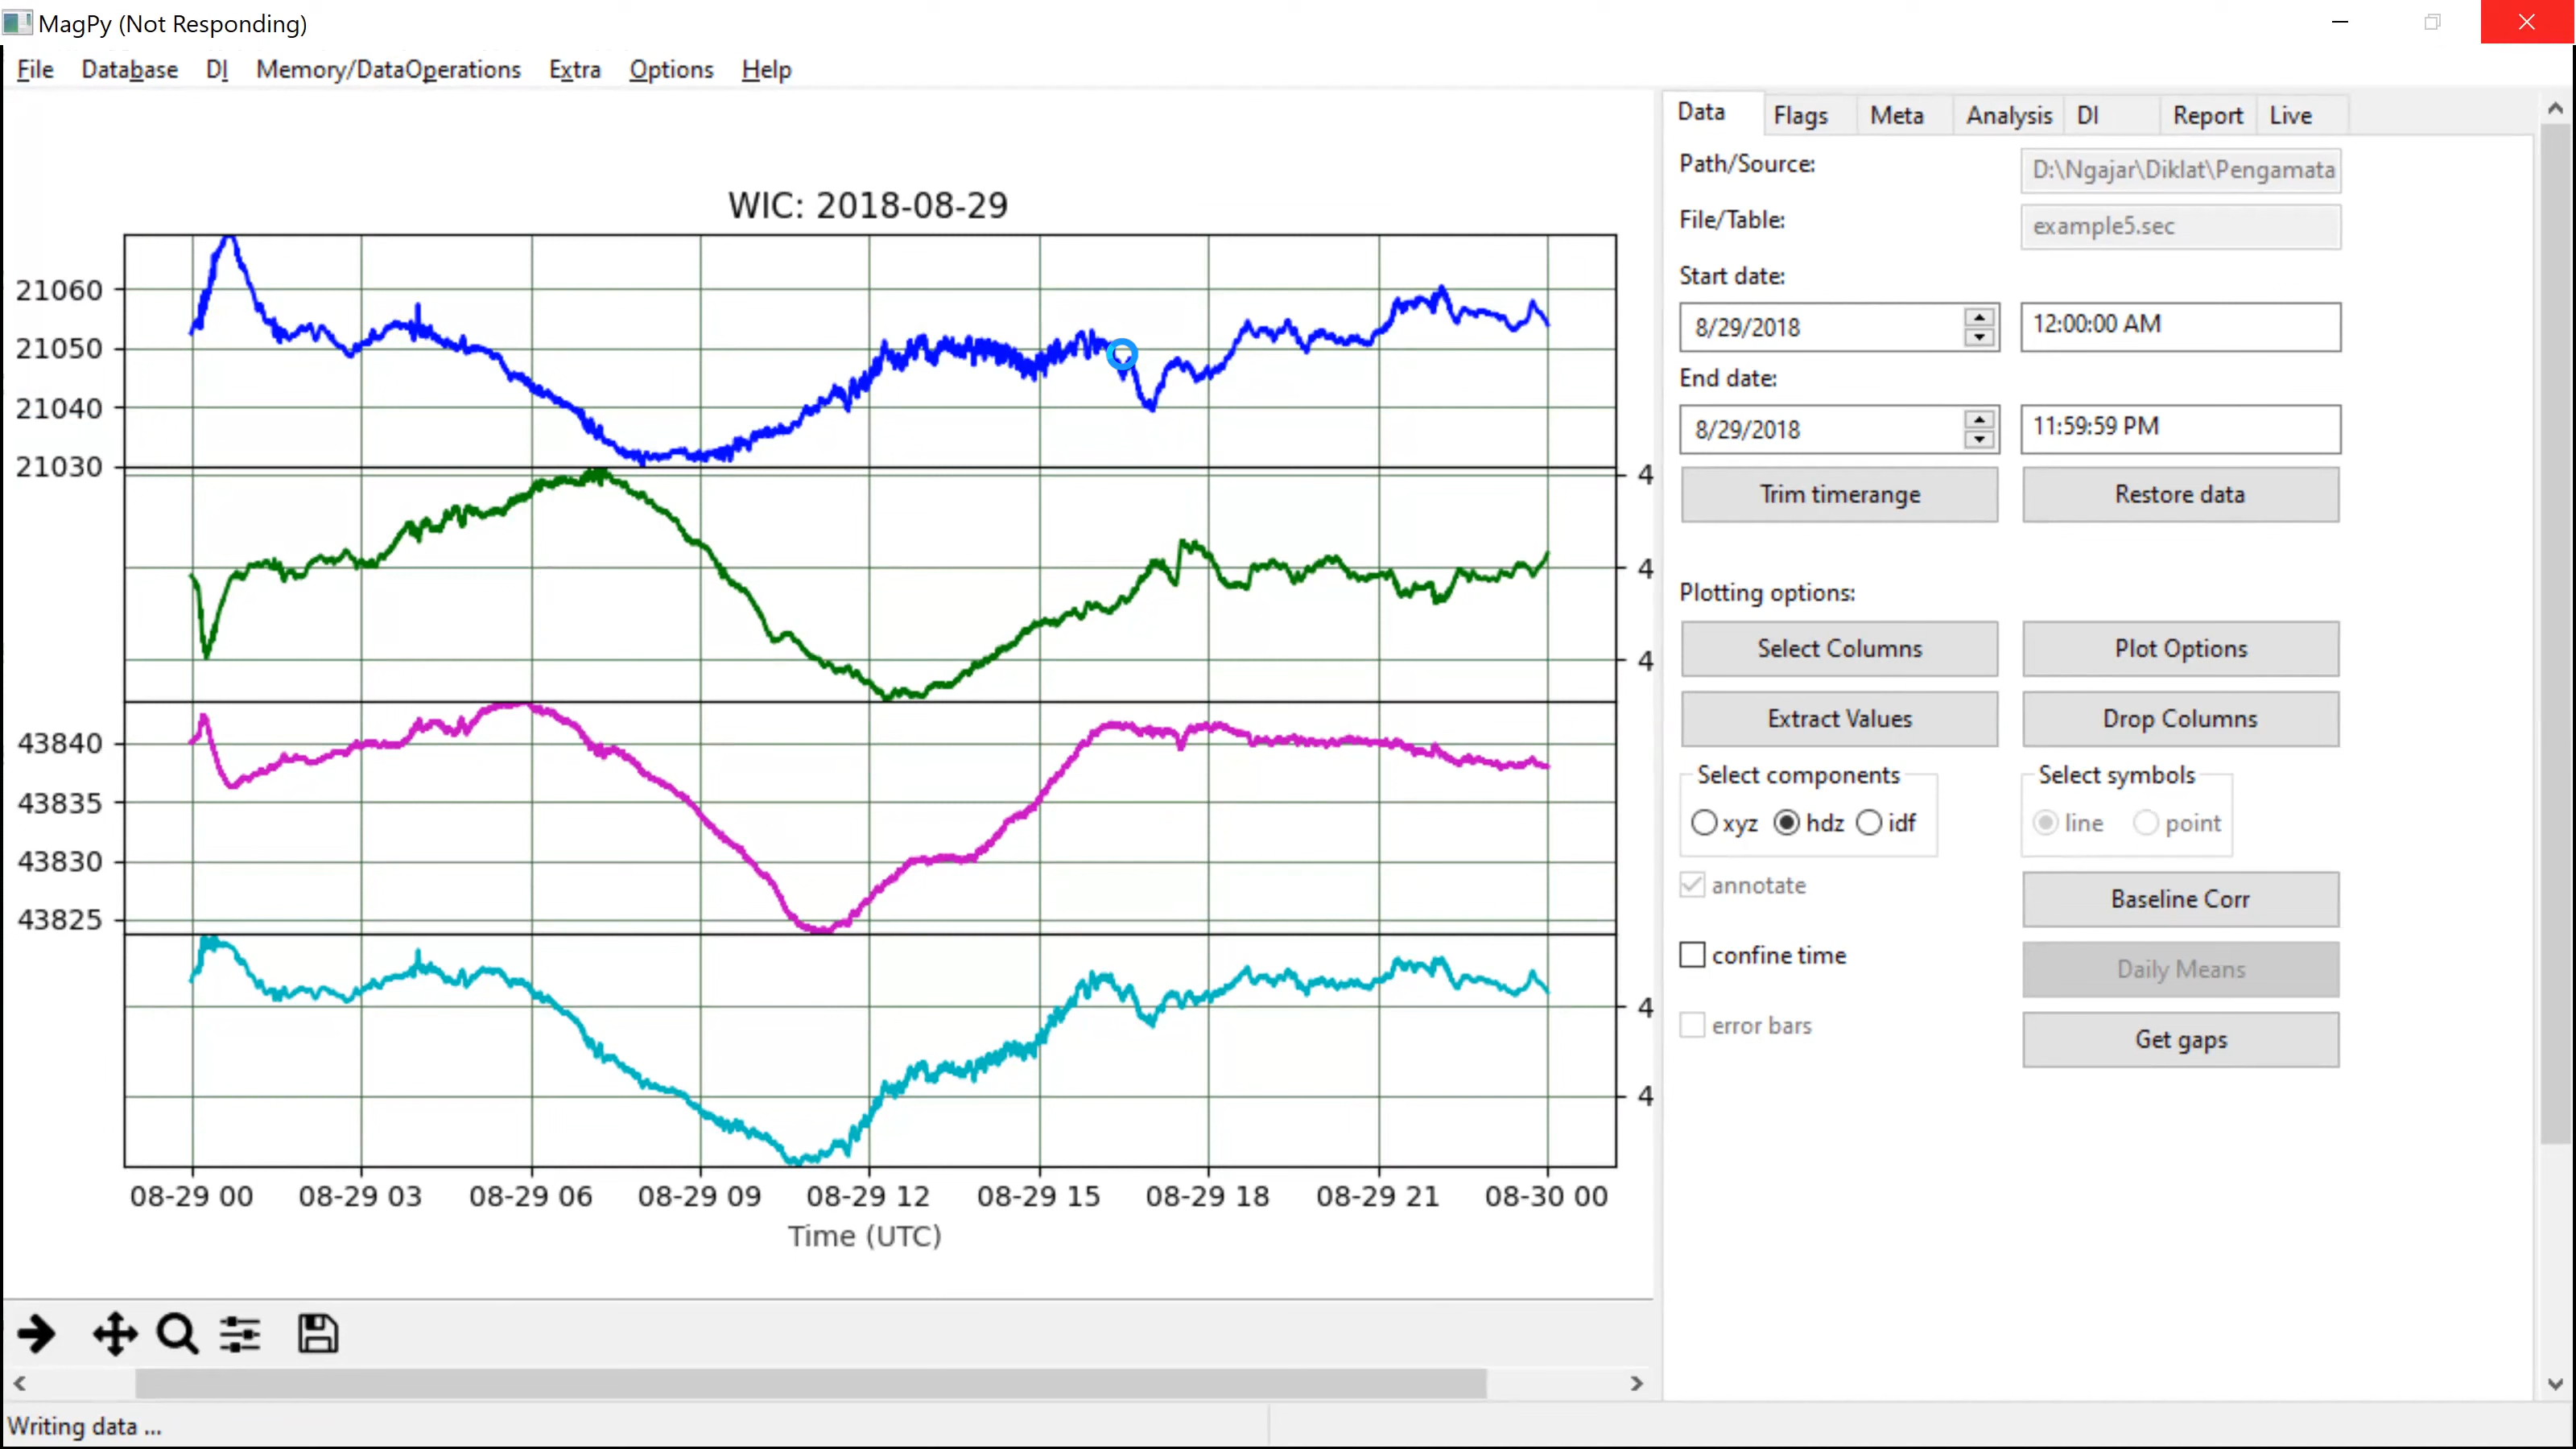 MagPy (Not Responding)
File Database DI Memory/DataOperations Extra Options Help
Data Flags Meta Analysis DI Report Live
Path/Source: D:\Ngajar\Diklat\Pengamata
File/Table: example5.sec
Start date:
8/29/2018 12:00:00 AM
End date:
8/29/2018 11:59:59 PM
Trim timerange Restore data
Plotting options:
Select Columns Plot Options
Extract Values Drop Columns
Select components Select symbols
xyz hdz idf line point
annotate Baseline Corr
confine time Daily Means
error bars Get gaps
WIC: 2018-08-29
21060
21050
21040
21030
4
4
4
43840
43835
43830
43825
4
4
08-29 00 08-29 03 08-29 06 08-29 09 08-29 12 08-29 15 08-29 18 08-29 21 08-30 00
Time (UTC)
Writing data ...